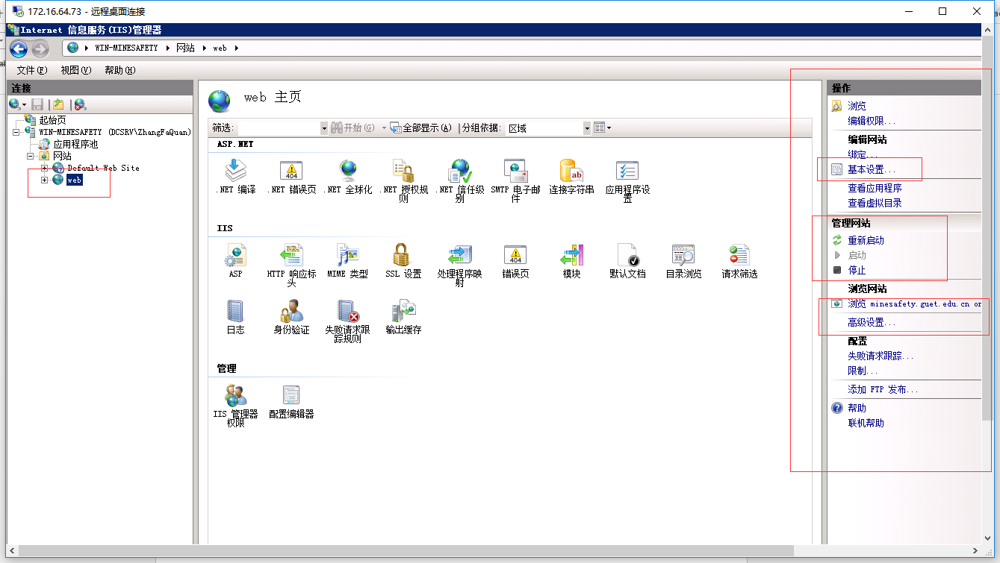 172.16.64.73 - 远程桌面连接
Internet 信息服务(IIS)管理器
WIN-MINESAFETY 网站 web
文件(F) 视图(V) 帮助(H)
连接
起始页
WIN-MINESAFETY (DCSRV\ZhangFaQuan)
应用程序池
网站
Default Web Site
web
web 主页
筛选: 开始(G) 全部显示(A) 分组依据: 区域
ASP.NET
.NET 编译
.NET 错误页
.NET 全球化
.NET 授权规
则
.NET 信任级
别
SMTP 电子邮
件
连接字符串
应用程序设
置
IIS
ASP
HTTP 响应标
头
MIME 类型
SSL 设置
处理程序映
射
错误页
模块
默认文档
目录浏览
请求筛选
日志
身份验证
失败请求跟
踪规则
输出缓存
管理
IIS 管理器
权限
配置编辑器
操作
浏览
编辑权限...
编辑网站
绑定...
基本设置...
查看应用程序
查看虚拟目录
管理网站
重新启动
启动
停止
浏览网站
浏览 minesafety.guet.edu.cn or
高级设置...
配置
失败请求跟踪...
限制...
添加 FTP 发布...
帮助
联机帮助